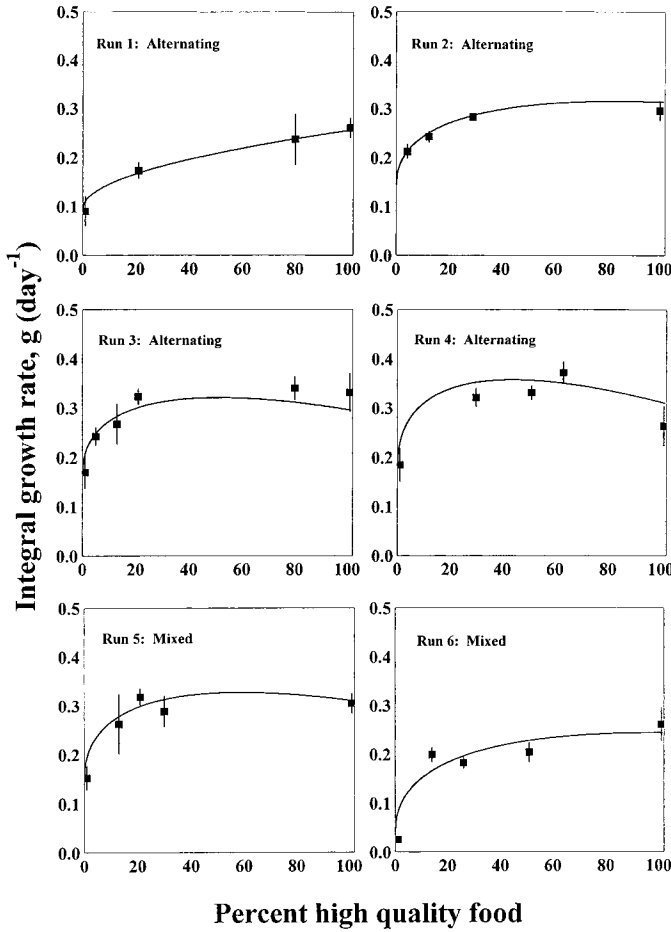 Integral growth rate, g (day-1)
Run 1: Alternating
0.5
0.4
0.3
0.2
0.1
0.0
0 20 40 60 80 100
Run 2: Alternating
0.5
0.4
0.3
0.2
0.1
0.0
0 20 40 60 80 100
Run 3: Alternating
0.5
0.4
0.3
0.2
0.1
0.0
0 20 40 60 80 100
Run 4: Alternating
0.5
0.4
0.3
0.2
0.1
0.0
0 20 40 60 80 100
Run 5: Mixed
0.5
0.4
0.3
0.2
0.1
0.0
0 20 40 60 80 100
Run 6: Mixed
0.5
0.4
0.3
0.2
0.1
0.0
0 20 40 60 80 100
Percent high quality food